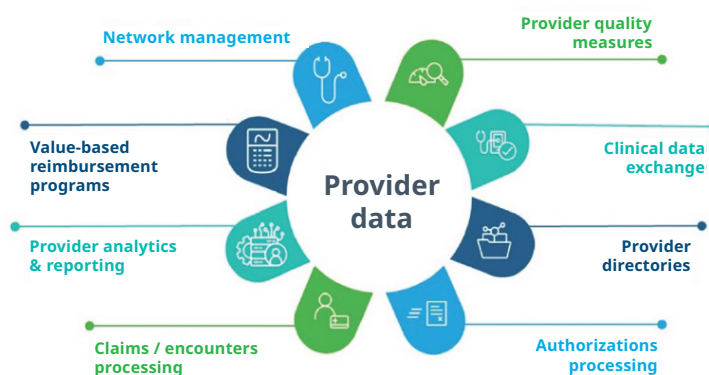 Network management
Provider quality
measures
Value-based
reimbursement
programs
Clinical data
exchange
Provider
data
Provider analytics
& reporting
Provider
directories
Claims / encounters
processing
Authorizations
processing